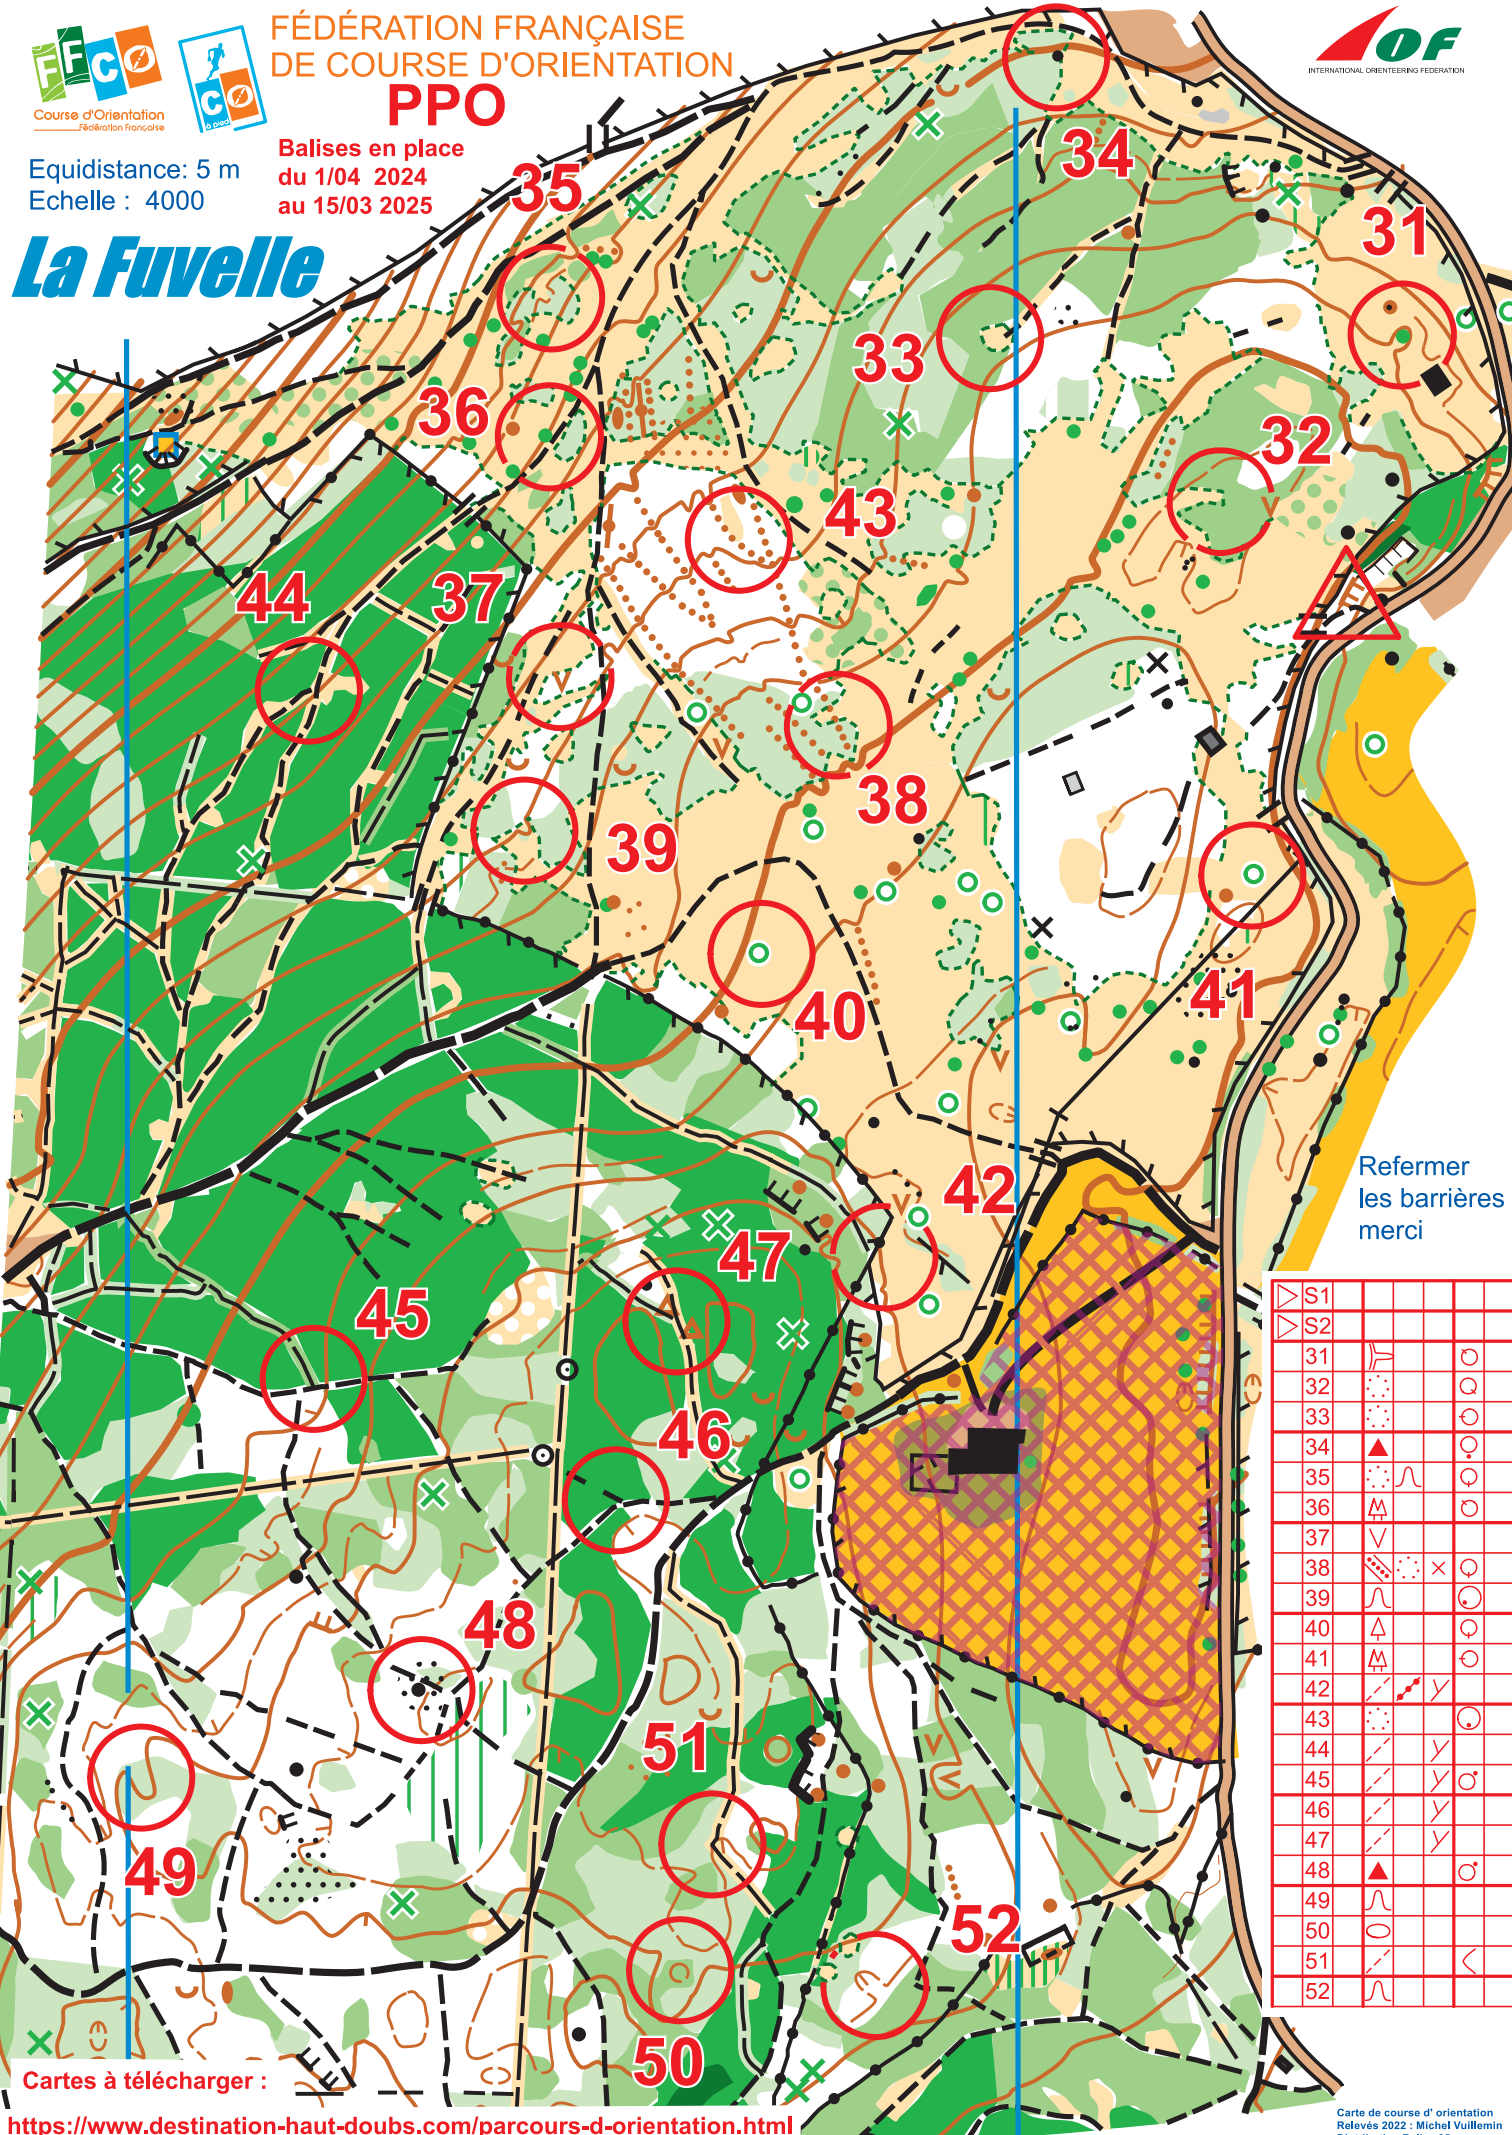 FFCO
Course d'Orientation
Fédération Française
CO
à pied
FÉDÉRATION FRANÇAISE
DE COURSE D'ORIENTATION
PPO
Balises en place
du 1/04 2024
au 15/03 2025
Equidistance: 5 m
Echelle : 4000
La Fuvelle
IOF
INTERNATIONAL ORIENTEERING FEDERATION
34
35
31
33
36
32
43
44
37
38
39
40
41
42
47
45
46
48
51
49
52
50
Refermer
les barrières
merci
S1
S2
31
32
33
34
35
36
37
38
39
40
41
42
43
44
45
46
47
48
49
50
51
52
Cartes à télécharger :
https://www.destination-haut-doubs.com/parcours-d-orientation.html
Carte de course d' orientation
Relevés 2022 : Michel Vuillemin